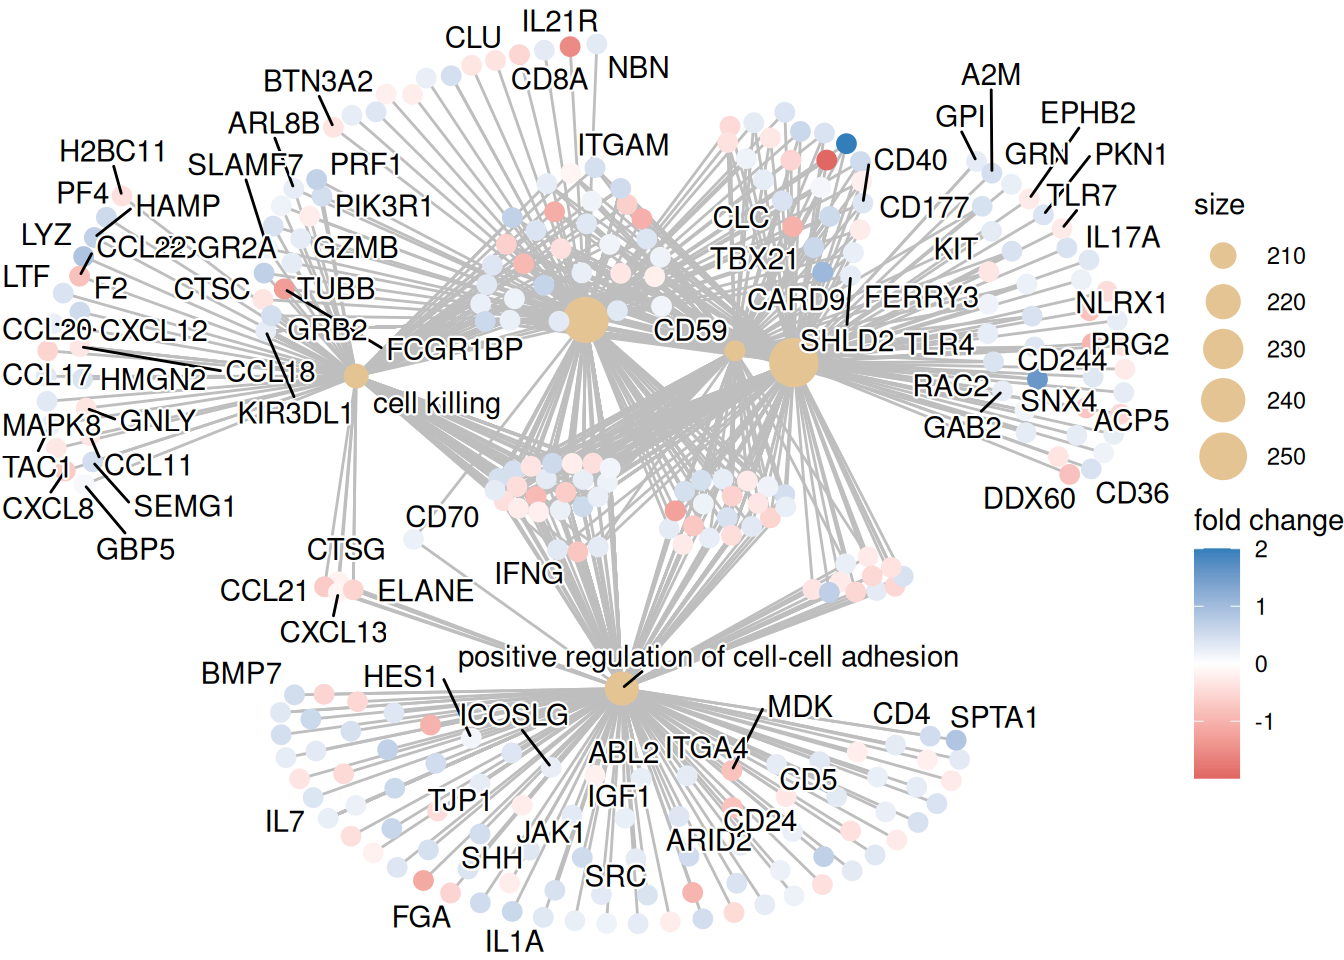 IL21R
CLU
CD8A
NBN
BTN3A2
ARL8B
ITGAM
A2M
GPI
EPHB2
H2BC11
SLAMF7
PRF1
GRN
PKN1
CD40
PF4
HAMP
PIK3R1
TLR7
CD177
CLC
LYZ
CCL22
CGR2A
GZMB
TBX21
KIT
IL17A
LTF
F2
CTSC
TUBB
CARD9
FERRY3
NLRX1
CCL20
CXCL12
GRB2
FCGR1BP
CD59
SHLD2
TLR4
CD244
PRG2
CCL17
HMGN2
CCL18
RAC2
SNX4
KIR3DL1
cell killing
MAPK8
GNLY
GAB2
ACP5
TAC1
CCL11
CXCL8
SEMG1
DDX60
CD36
GBP5
CD70
CTSG
IFNG
CCL21
ELANE
CXCL13
positive regulation of cell-cell adhesion
BMP7
HES1
ICOSLG
MDK
CD4
SPTA1
ABL2
ITGA4
CD5
IGF1
TJP1
IL7
JAK1
CD24
ARID2
SHH
SRC
FGA
IL1A
size
210
220
230
240
250
fold change
2
1
0
-1